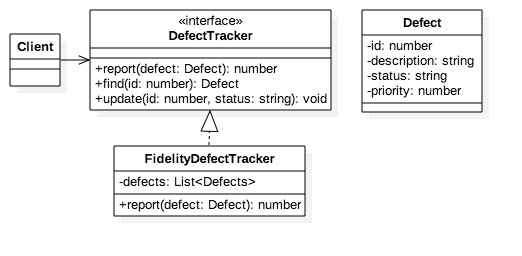 Client
«interface»
DefectTracker
+report(defect: Defect): number
+find(id: number): Defect
+update(id: number, status: string): void
Defect
-id: number
-description: string
-status: string
-priority: number
FidelityDefectTracker
-defects: List<Defects>
+report(defect: Defect): number